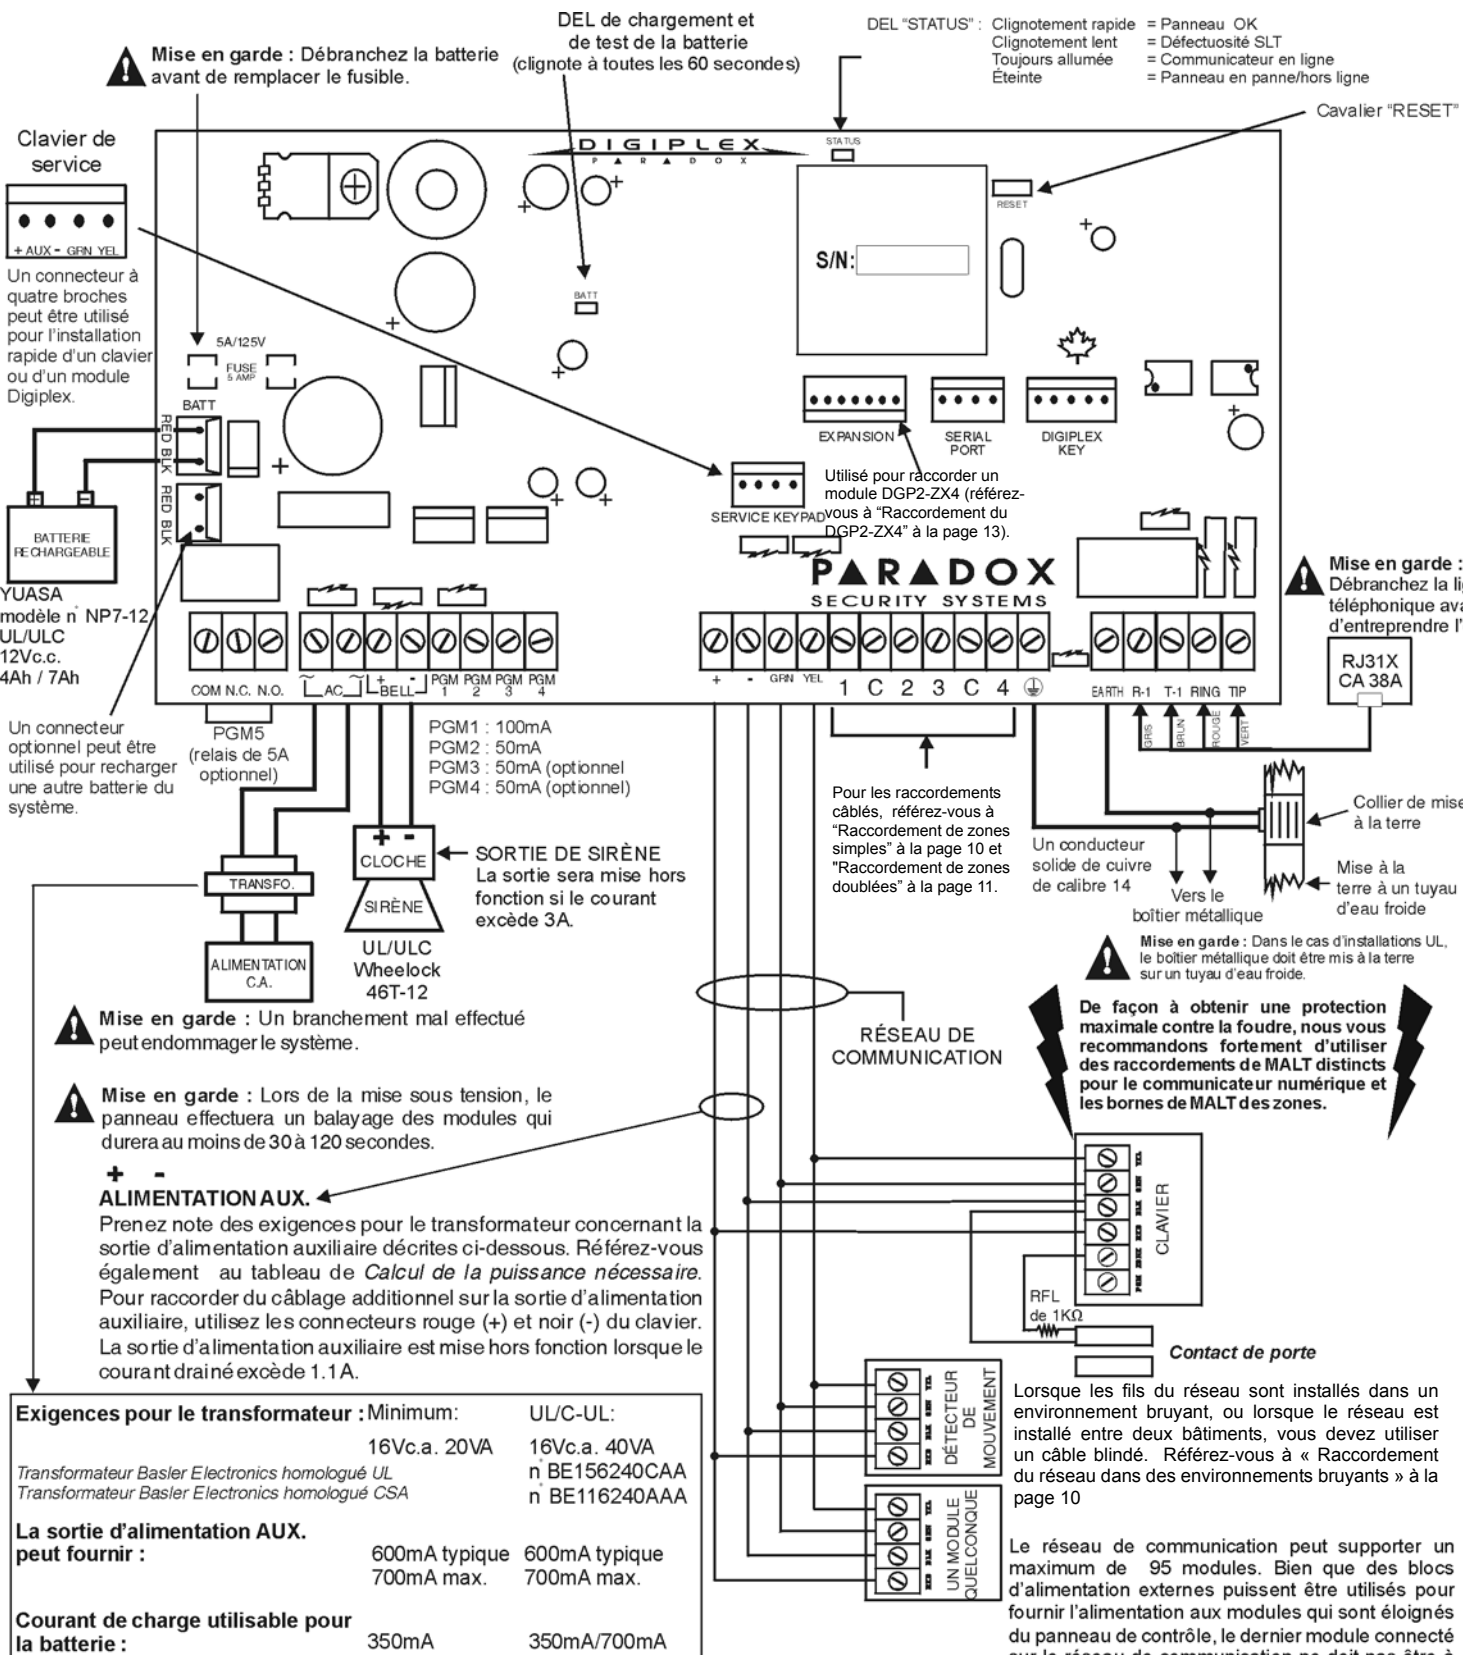 DEL de chargement et
de test de la batterie
(clignote à toutes les 60 secondes)
DEL “STATUS” : Clignotement rapide = Panneau OK
Clignotement lent = Défectuosité SLT
Toujours allumée = Communicateur en ligne
Éteinte = Panneau en panne/hors ligne
Mise en garde : Débranchez la batterie
avant de remplacer le fusible.
Cavalier “RESET”
Clavier de
service
+ AUX - GRN YEL
Un connecteur à
quatre broches
peut être utilisé
pour l'installation
rapide d'un clavier
ou d'un module
Digiplex.
DIGIPLEX
PARADOX
STATUS
RESET
S/N:
BATT
5A/125V
FUSE
5 AMP
BATT
RED BLK
RED BLK
EXPANSION
SERIAL
PORT
DIGIPLEX
KEY
SERVICE KEYPAD
Utilisé pour raccorder un
module DGP2-ZX4 (référez-
vous à “Raccordement du
DGP2-ZX4” à la page 13).
+ -
BATTERIE
RECHARGEABLE
YUASA
modèle n° NP7-12
UL/ULC
12Vc.c.
4Ah / 7Ah
PARADOX
SECURITY SYSTEMS
Mise en garde :
Débranchez la
téléphonique
d'entreprendre
RJ31X
CA 38A
COM N.C. N.O.
~ AC ~
+ BELL -
PGM 1
PGM 2
PGM 3
PGM 4
+ - GRN YEL
1 C 2 3 C 4
EARTH R-1 T-1 RING TIP
GRIS
BRUN
ROUGE
VERT
Un connecteur
optionnel peut être
utilisé pour recharger
une autre batterie du
système.
PGM5
(relais de 5A
optionnel)
PGM1 : 100mA
PGM2 : 50mA
PGM3 : 50mA (optionnel
PGM4 : 50mA (optionnel)
TRANSFO.
ALIMENTATION
C.A.
+ -
CLOCHE
SIRÈNE
UL/ULC
Wheelock
46T-12
SORTIE DE SIRÈNE
La sortie sera mise hors
fonction si le courant
excède 3A.
Pour les raccordements
câblés, référez-vous à
“Raccordement de zones
simples” à la page 10 et
"Raccordement de zones
doublées” à la page 11.
Un conducteur
solide de cuivre
de calibre 14
Vers le
boîtier métallique
Collier de mise
à la terre
Mise à la
terre à un tuyau
d'eau froide
Mise en garde : Dans le cas d'installations UL,
le boîtier métallique doit être mis à la terre
sur un tuyau d'eau froide.
De façon à obtenir une protection
maximale contre la foudre, nous vous
recommandons fortement d'utiliser
des raccordements de MALT distincts
pour le communicateur numérique et
les bornes de MALT des zones.
RÉSEAU DE
COMMUNICATION
Mise en garde : Un branchement mal effectué
peut endommager le système.
Mise en garde : Lors de la mise sous tension, le
panneau effectuera un balayage des modules qui
durera au moins de 30 à 120 secondes.
+ -
ALIMENTATION AUX.
Prenez note des exigences pour le transformateur concernant la
sortie d'alimentation auxiliaire décrites ci-dessous. Référez-vous
également au tableau de Calcul de la puissance nécessaire.
Pour raccorder du câblage additionnel sur la sortie d'alimentation
auxiliaire, utilisez les connecteurs rouge (+) et noir (-) du clavier.
La sortie d'alimentation auxiliaire est mise hors fonction lorsque le
courant drainé excède 1.1A.
YEL
GRN
BLK
RED
ZONE
PGM
CLAVIER
RFL
de 1KΩ
Contact de porte
YEL
GRN
BLK
RED
DÉTECTEUR
DE
MOUVEMENT
YEL
GRN
BLK
RED
UN MODULE
QUELCONQUE
Exigences pour le transformateur : Minimum: UL/C-UL:
16Vc.a. 20VA 16Vc.a. 40VA
Transformateur Basler Electronics homologué UL n° BE156240CAA
Transformateur Basler Electronics homologué CSA n° BE116240AAA
La sortie d'alimentation AUX.
peut fournir : 600mA typique 600mA typique
700mA max. 700mA max.
Courant de charge utilisable pour
la batterie : 350mA 350mA/700mA
Lorsque les fils du réseau sont installés dans un
environnement bruyant, ou lorsque le réseau est
installé entre deux bâtiments, vous devez utiliser
un câble blindé. Référez-vous à « Raccordement
du réseau dans des environnements bruyants » à la
page 10
Le réseau de communication peut supporter un
maximum de 95 modules. Bien que des blocs
d'alimentation externes puissent être utilisés pour
fournir l'alimentation aux modules qui sont éloignés
du panneau de contrôle, le dernier module connecté
sur le réseau de communication ne doit pas être à